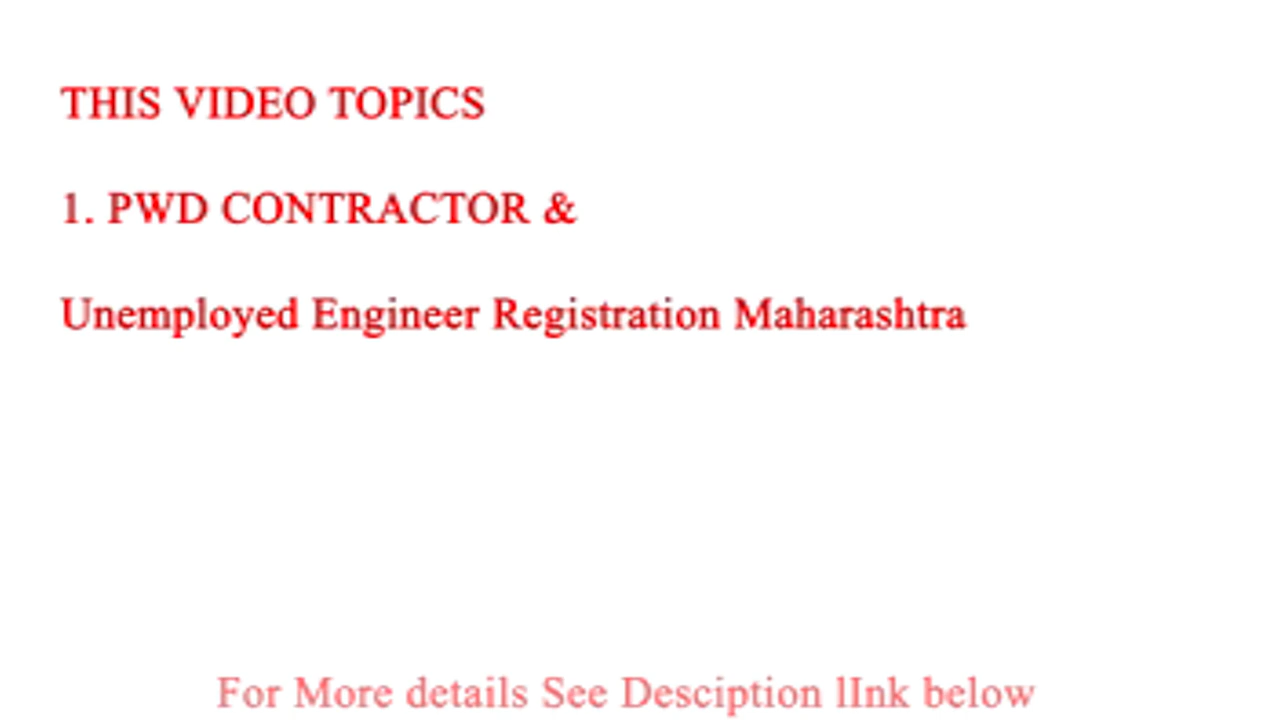 THIS VIDEO TOPICS
1. PWD CONTRACTOR &
Unemployed Engineer Registration Maharashtra
For More details See Desciption lInk below